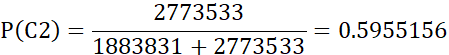 P(C2) = 2773533 / (1883831 + 2773533) = 0.5955156